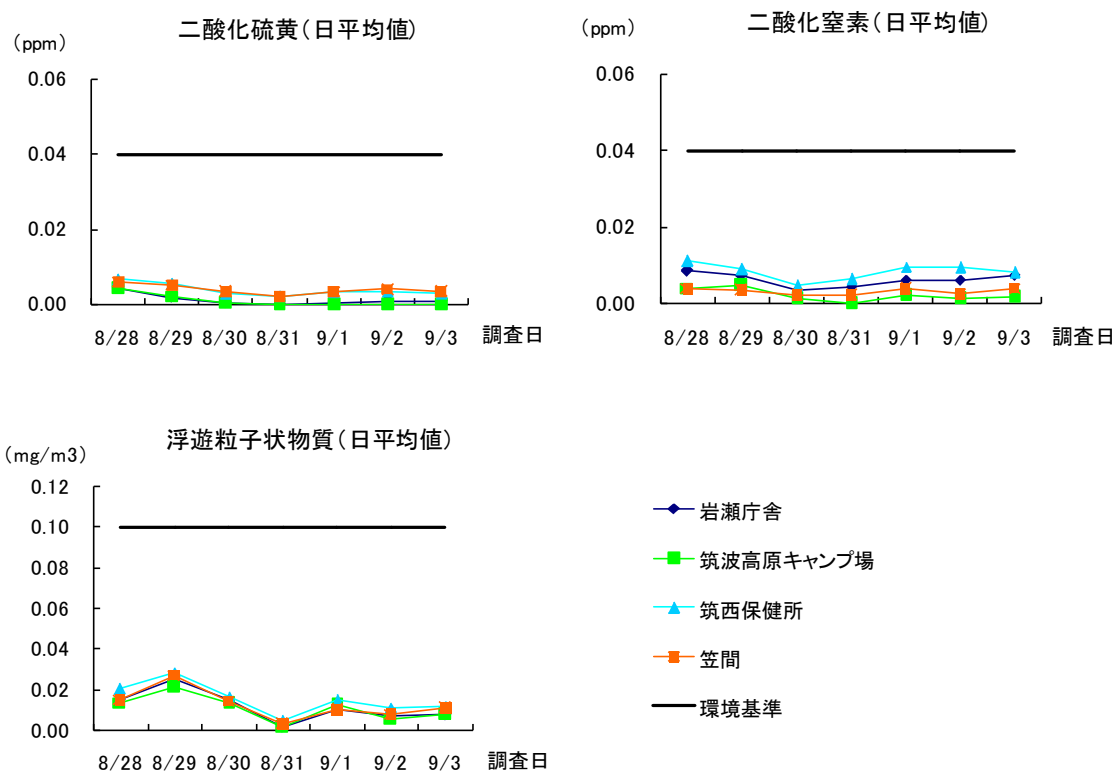 二酸化硫黄(日平均値)
(ppm)
0.06
0.04
0.02
0.00
8/28 8/29 8/30 8/31 9/1 9/2 9/3 調査日
二酸化窒素(日平均値)
(ppm)
0.06
0.04
0.02
0.00
8/28 8/29 8/30 8/31 9/1 9/2 9/3 調査日
浮遊粒子状物質(日平均値)
(mg/m3)
0.12
0.10
0.08
0.06
0.04
0.02
0.00
8/28 8/29 8/30 8/31 9/1 9/2 9/3 調査日
岩瀬庁舎
筑波高原キャンプ場
筑西保健所
笠間
環境基準